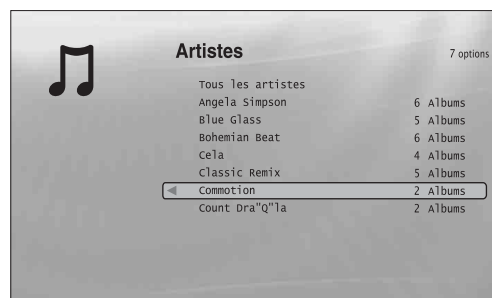 Artistes 7 options
Tous les artistes
Angela Simpson 6 Albums
Blue Glass 5 Albums
Bohemian Beat 6 Albums
Cela 4 Albums
Classic Remix 5 Albums
Commotion 2 Albums
Count Dra"Q"la 2 Albums